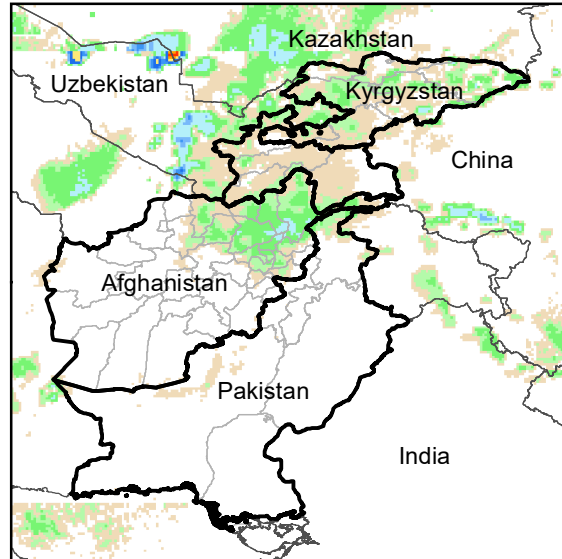 Kazakhstan
Uzbekistan
Kyrgyzstan
China
Afghanistan
Pakistan
India